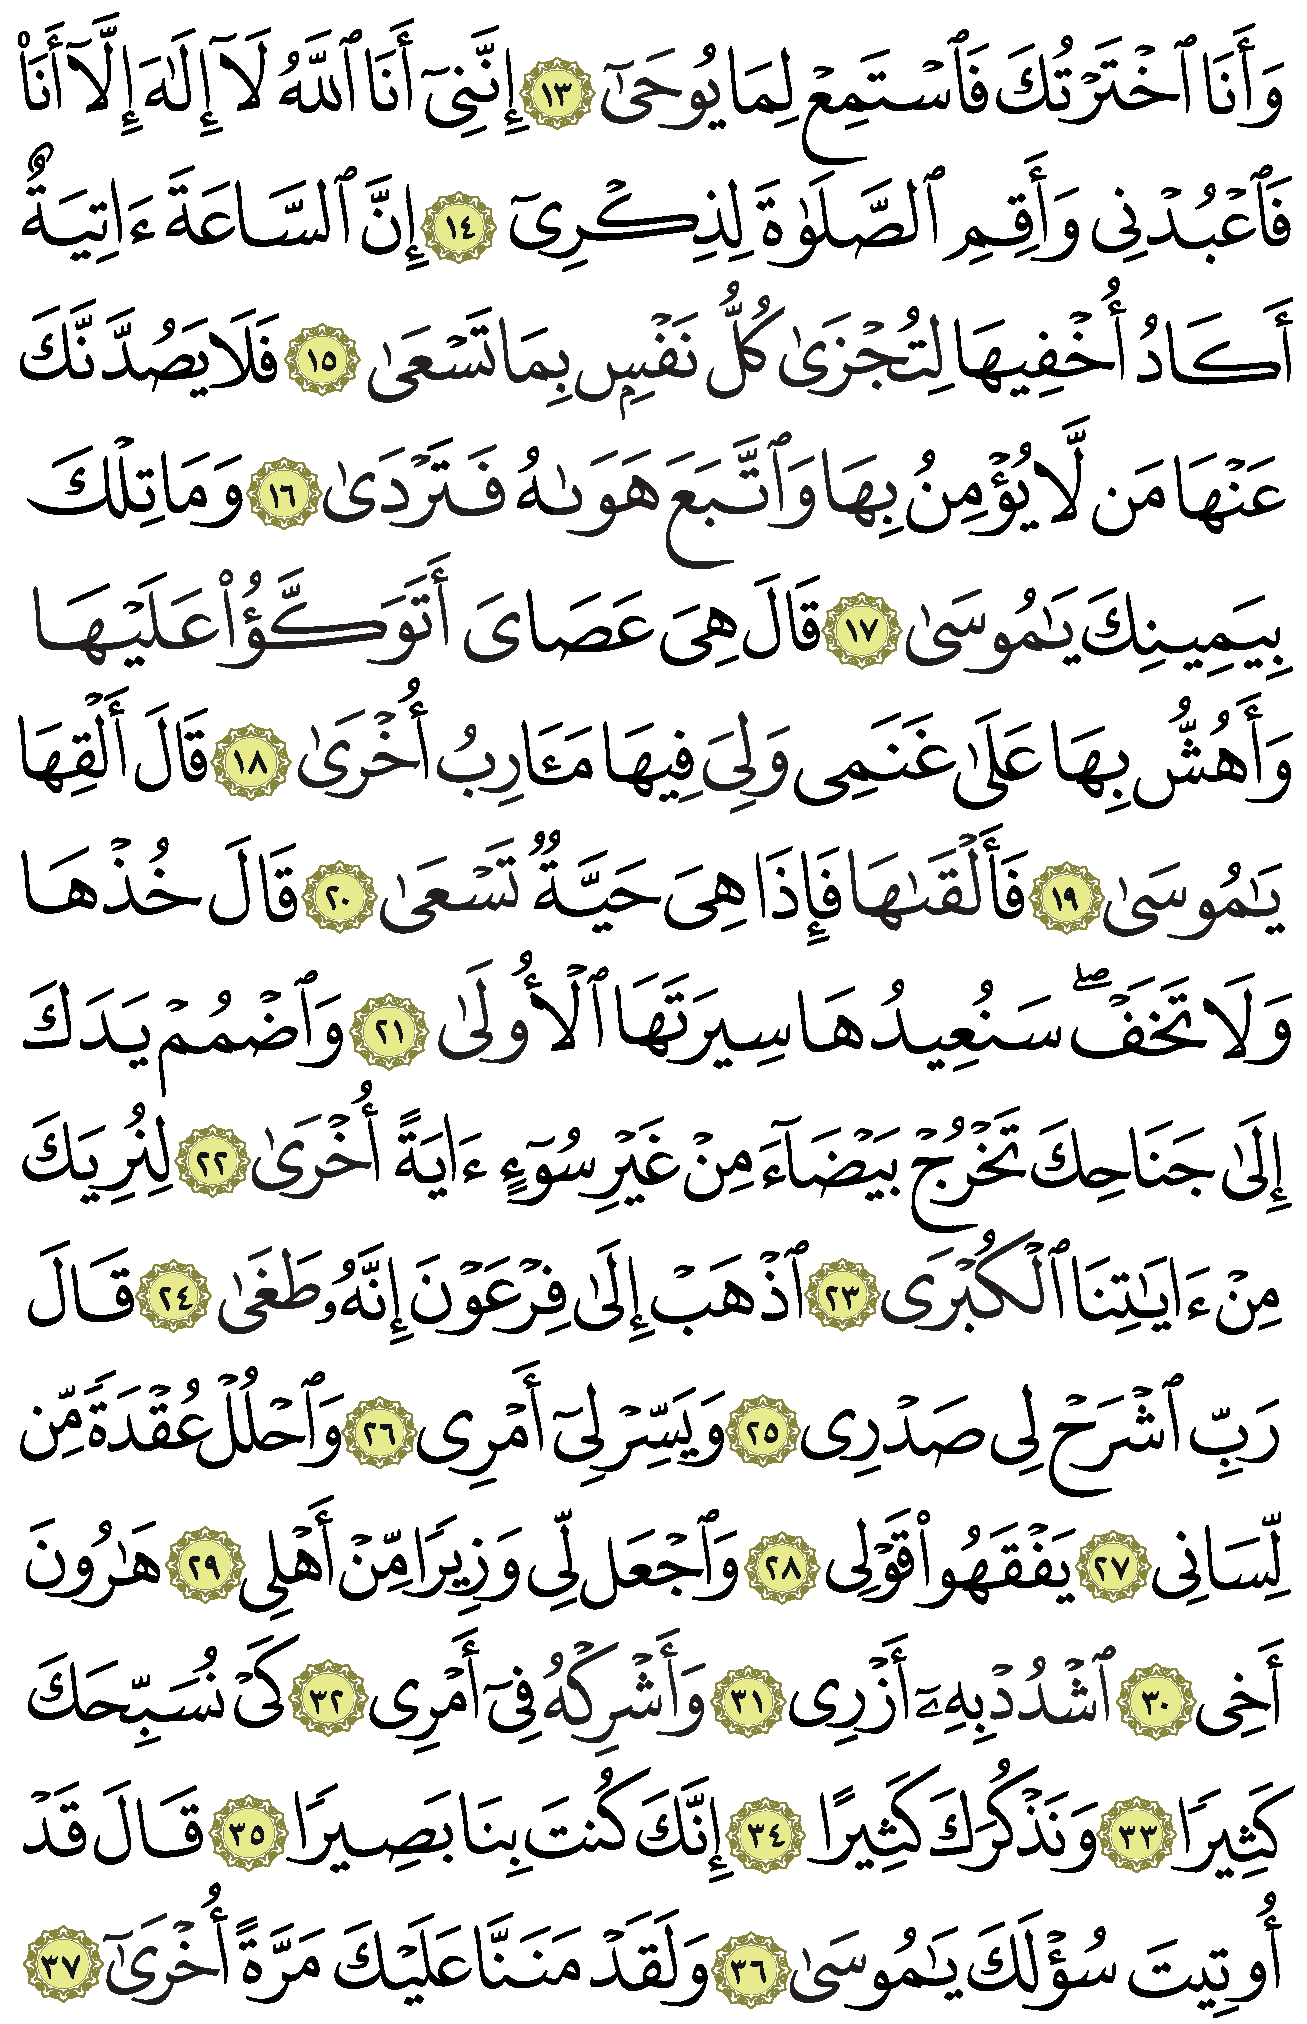 وَأَنَا ٱخْتَرْتُكَ فَٱسْتَمِعْ لِمَا يُوحَىٰٓ ١٣ إِنَّنِىٓ أَنَا ٱللَّهُ لَآ إِلَٰهَ إِلَّآ أَنَا۠
فَٱعْبُدْنِى وَأَقِمِ ٱلصَّلَوٰةَ لِذِكْرِىٓ ١٤ إِنَّ ٱلسَّاعَةَ ءَاتِيَةٌ
أَكَادُ أُخْفِيهَا لِتُجْزَىٰ كُلُّ نَفْسٍۭ بِمَا تَسْعَىٰ ١٥ فَلَا يَصُدَّنَّكَ
عَنْهَا مَن لَّا يُؤْمِنُ بِهَا وَٱتَّبَعَ هَوَىٰهُ فَتَرْدَىٰ ١٦ وَمَا تِلْكَ
بِيَمِينِكَ يَٰمُوسَىٰ ١٧ قَالَ هِىَ عَصَاىَ أَتَوَكَّؤُا۟ عَلَيْهَا
وَأَهُشُّ بِهَا عَلَىٰ غَنَمِى وَلِىَ فِيهَا مَـَٔارِبُ أُخْرَىٰ ١٨ قَالَ أَلْقِهَا
يَٰمُوسَىٰ ١٩ فَأَلْقَىٰهَا فَإِذَا هِىَ حَيَّةٌ تَسْعَىٰ ٢٠ قَالَ خُذْهَا
وَلَا تَخَفْ ۖ سَنُعِيدُهَا سِيرَتَهَا ٱلْأُولَىٰ ٢١ وَٱضْمُمْ يَدَكَ
إِلَىٰ جَنَاحِكَ تَخْرُجْ بَيْضَآءَ مِنْ غَيْرِ سُوٓءٍ ءَايَةً أُخْرَىٰ ٢٢ لِنُرِيَكَ
مِنْ ءَايَٰتِنَا ٱلْكُبْرَى ٢٣ ٱذْهَبْ إِلَىٰ فِرْعَوْنَ إِنَّهُۥ طَغَىٰ ٢٤ قَالَ
رَبِّ ٱشْرَحْ لِى صَدْرِى ٢٥ وَيَسِّرْ لِىٓ أَمْرِى ٢٦ وَٱحْلُلْ عُقْدَةً مِّن
لِّسَانِى ٢٧ يَفْقَهُوا۟ قَوْلِى ٢٨ وَٱجْعَل لِّى وَزِيرًا مِّنْ أَهْلِى ٢٩ هَٰرُونَ
أَخِى ٣٠ ٱشْدُدْ بِهِۦٓ أَزْرِى ٣١ وَأَشْرِكْهُ فِىٓ أَمْرِى ٣٢ كَىْ نُسَبِّحَكَ
كَثِيرًا ٣٣ وَنَذْكُرَكَ كَثِيرًا ٣٤ إِنَّكَ كُنتَ بِنَا بَصِيرًا ٣٥ قَالَ قَدْ
أُوتِيتَ سُؤْلَكَ يَٰمُوسَىٰ ٣٦ وَلَقَدْ مَنَنَّا عَلَيْكَ مَرَّةً أُخْرَىٰٓ ٣٧